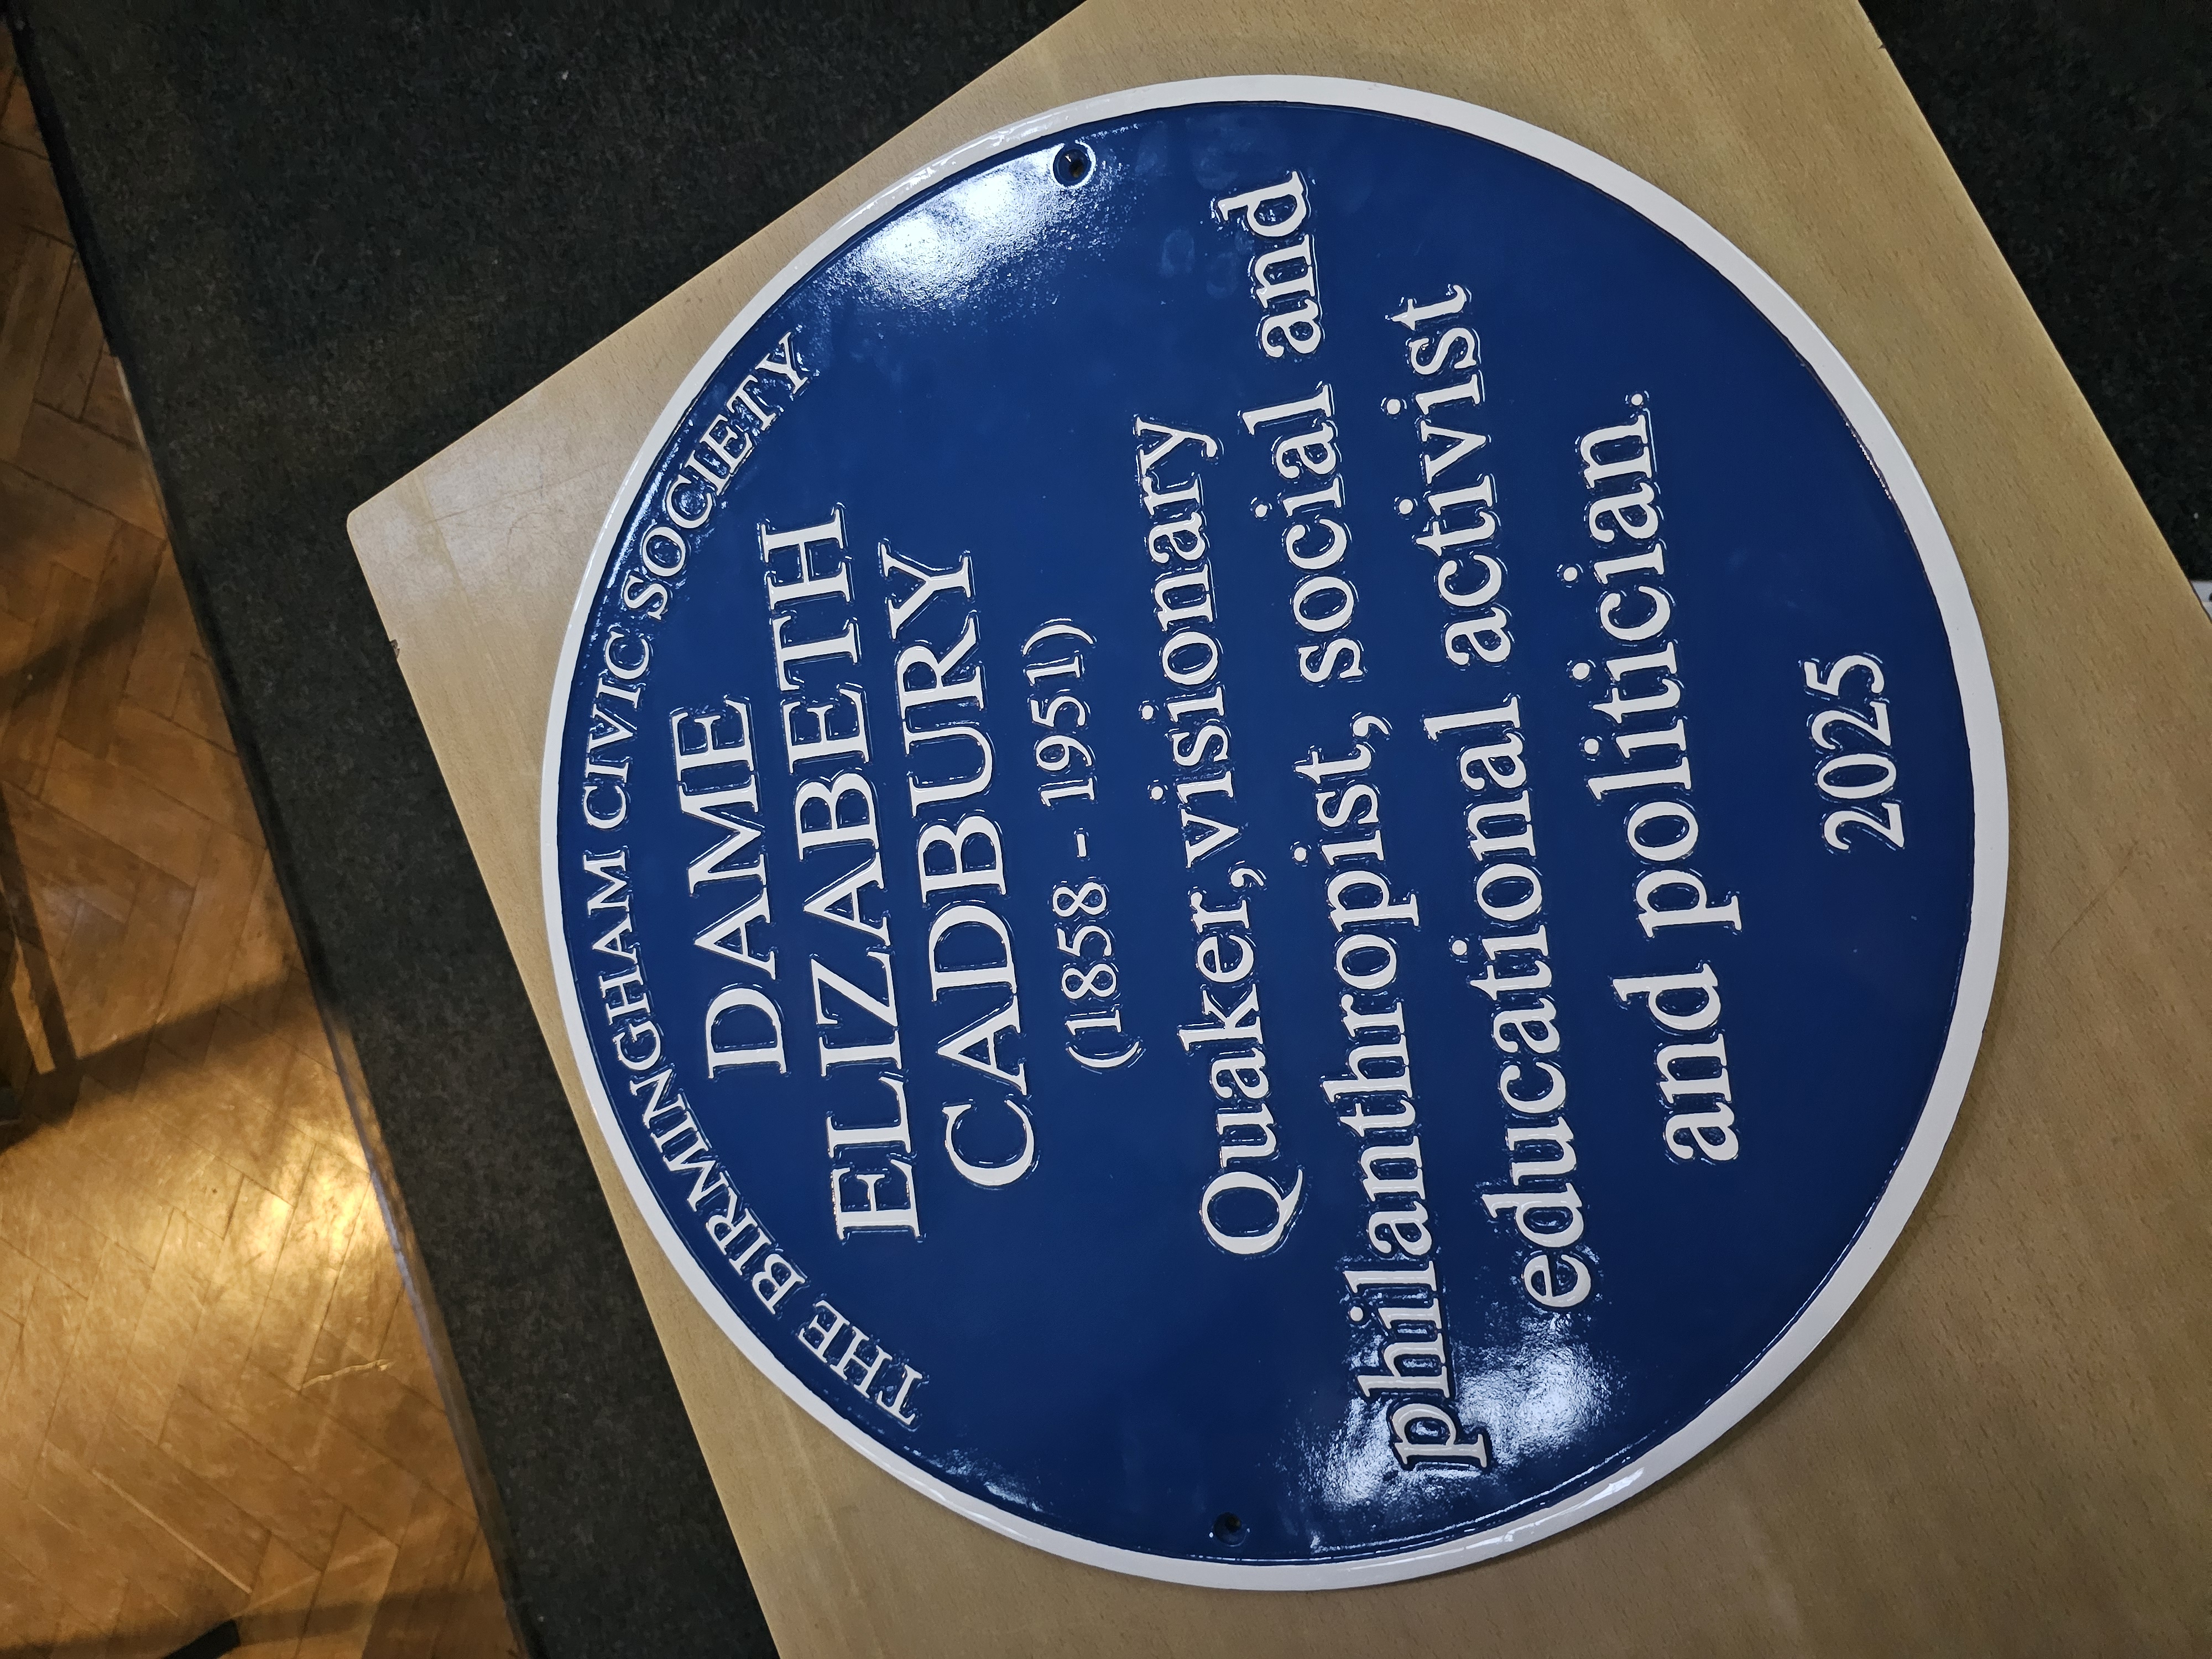 THE BIRMINGHAM CIVIC SOCIETY
DAME
ELIZABETH
CADBURY
(1858 - 1951)
Quaker, visionary
philanthropist, social and
educational activist
and politician.
2025